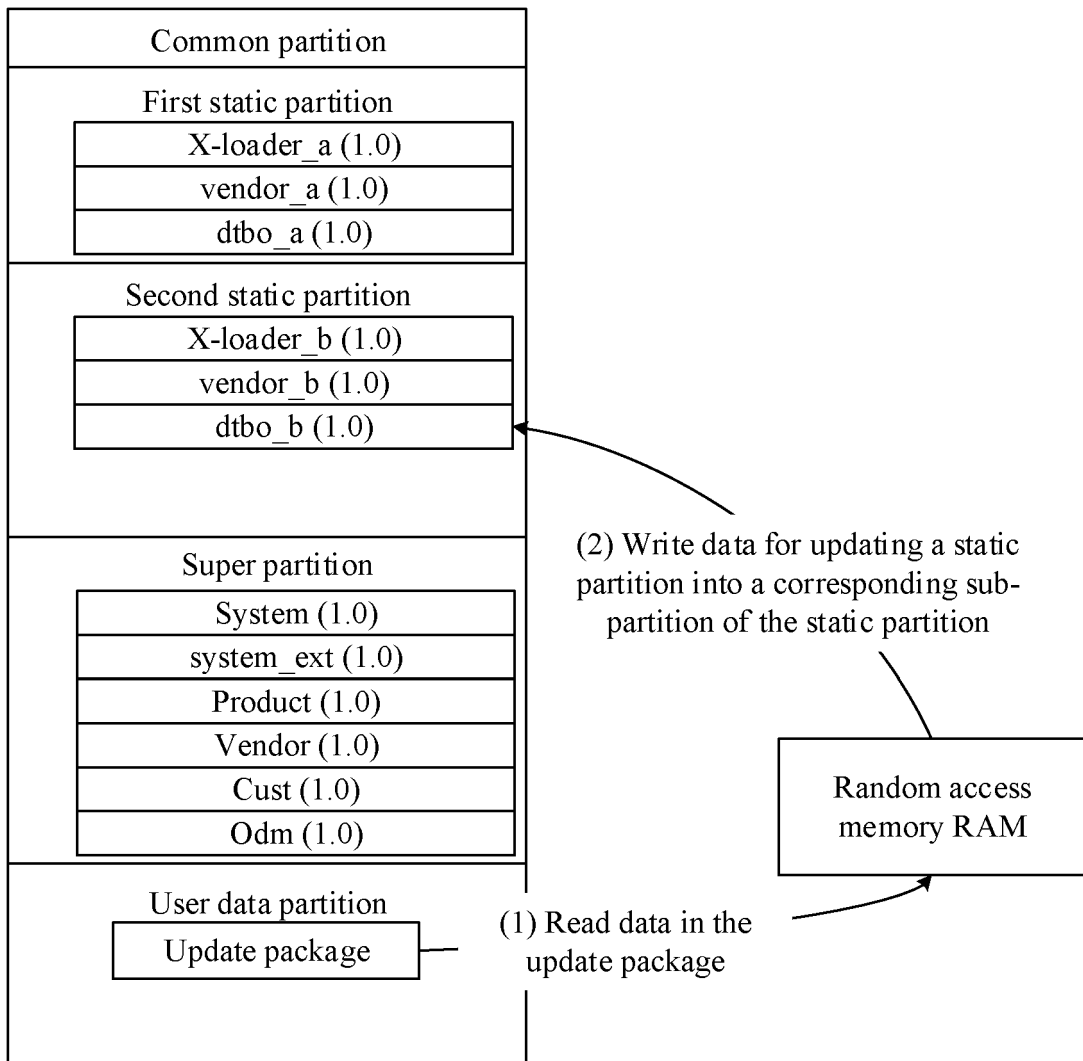 Common partition
First static partition
X-loader_a (1.0)
vendor_a (1.0)
dtbo_a (1.0)
Second static partition
X-loader_b (1.0)
vendor_b (1.0)
dtbo_b (1.0)
(2) Write data for updating a static
partition into a corresponding sub-
partition of the static partition
Super partition
System (1.0)
system_ext (1.0)
Product (1.0)
Vendor (1.0)
Cust (1.0)
Odm (1.0)
Random access
memory RAM
User data partition
Update package
(1) Read data in the
update package